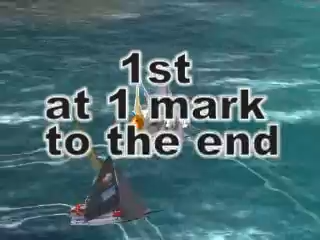 1st
at 1 mark
to the end